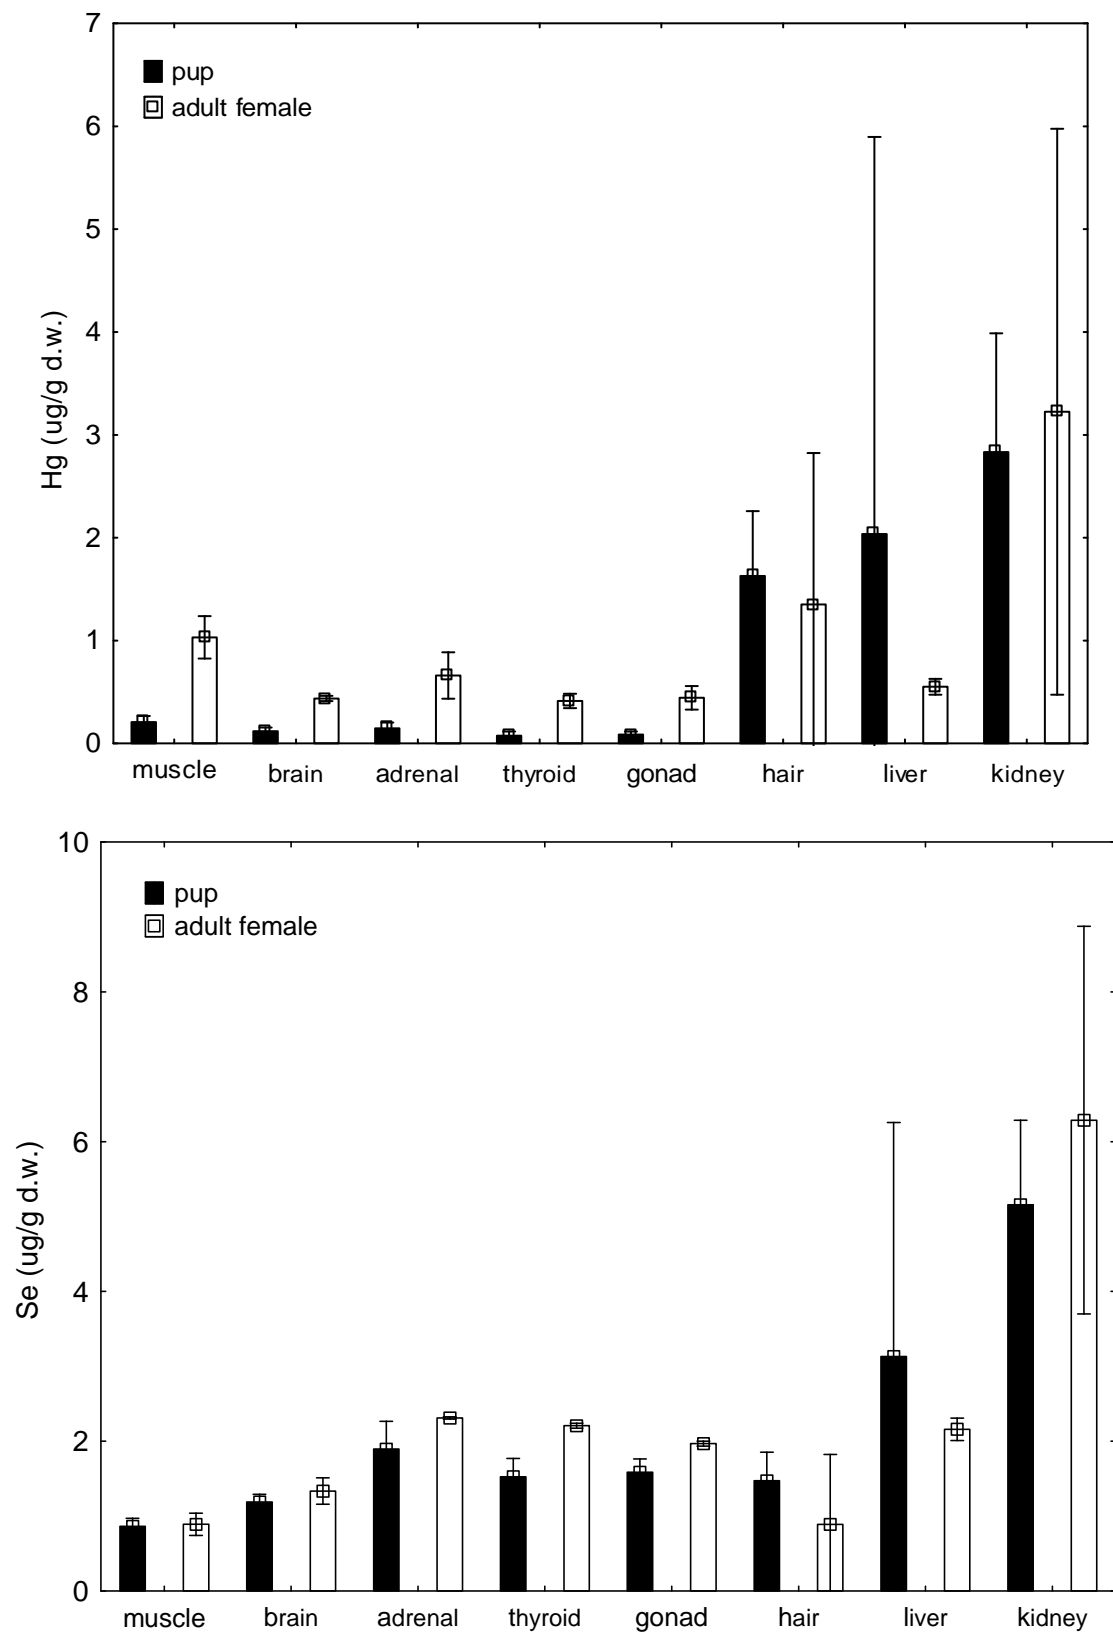 7
6
5
4
3
2
1
0
Hg (ug/g d.w.)
pup
adult female
muscle brain adrenal thyroid gonad hair liver kidney
10
8
6
4
2
0
Se (ug/g d.w.)
pup
adult female
muscle brain adrenal thyroid gonad hair liver kidney